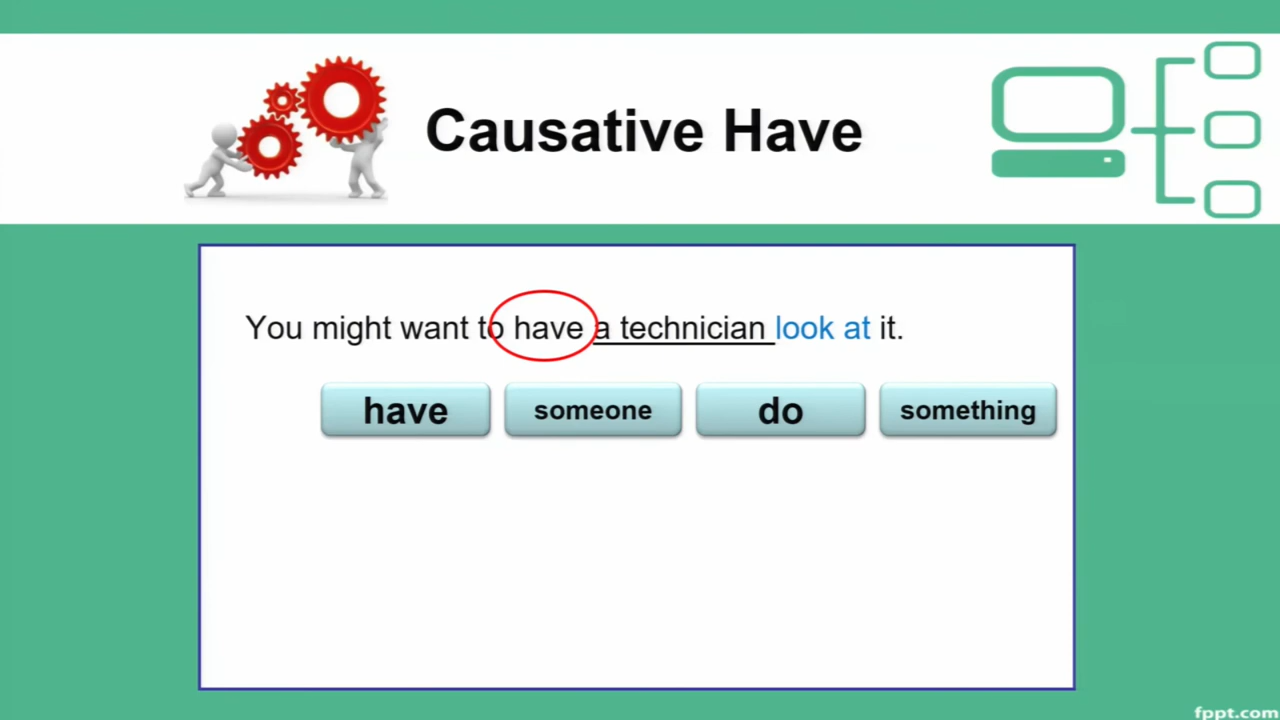 Causative Have
You might want to have a technician look at it.
have someone do something
fppt.com